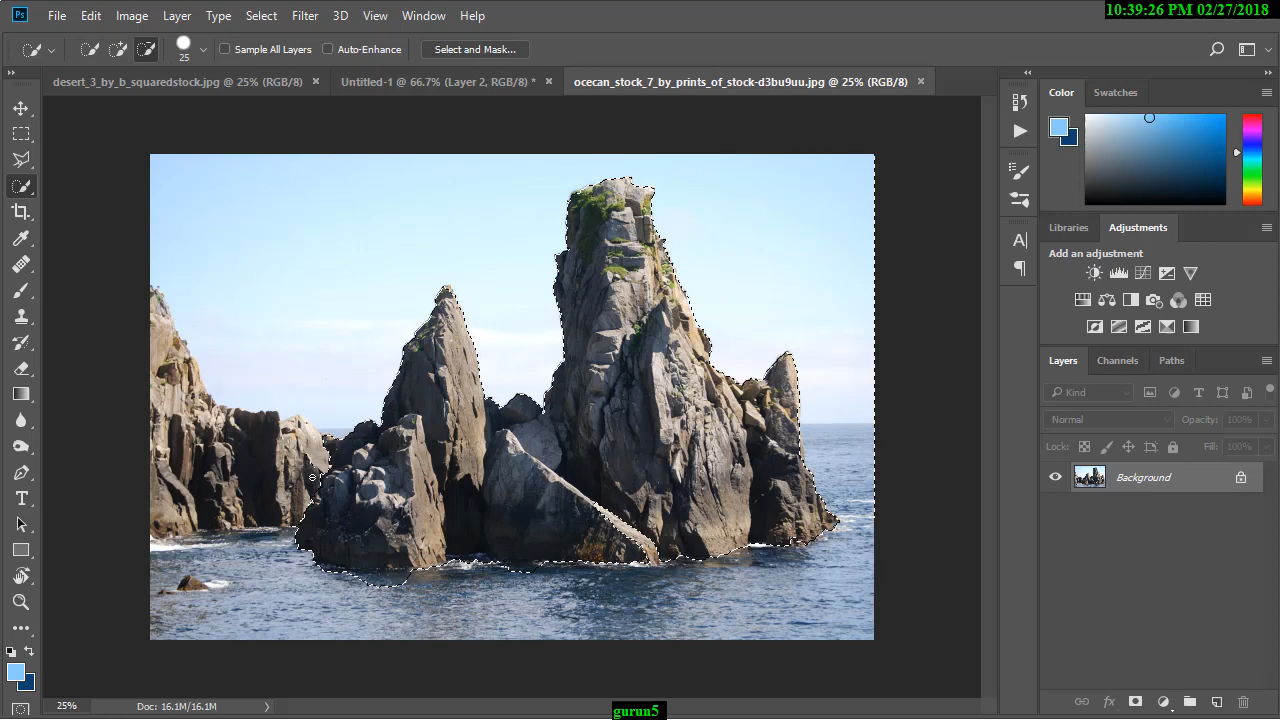 10:39:26 PM 02/27/2018
Ps File Edit Image Layer Type Select Filter 3D View Window Help
25 Sample All Layers Auto-Enhance Select and Mask...
desert_3_by_b_squaredstock.jpg @ 25% (RGB/8) × Untitled-1 @ 66.7% (Layer 2, RGB/8) * × ocecan_stock_7_by_prints_of_stock-d3bu9uu.jpg @ 25% (RGB/8) ×
Color Swatches
Libraries Adjustments
Add an adjustment
Layers Channels Paths
Kind
Normal Opacity: 100%
Lock: Fill: 100%
Background
25% Doc: 16.1M/16.1M
gurun5